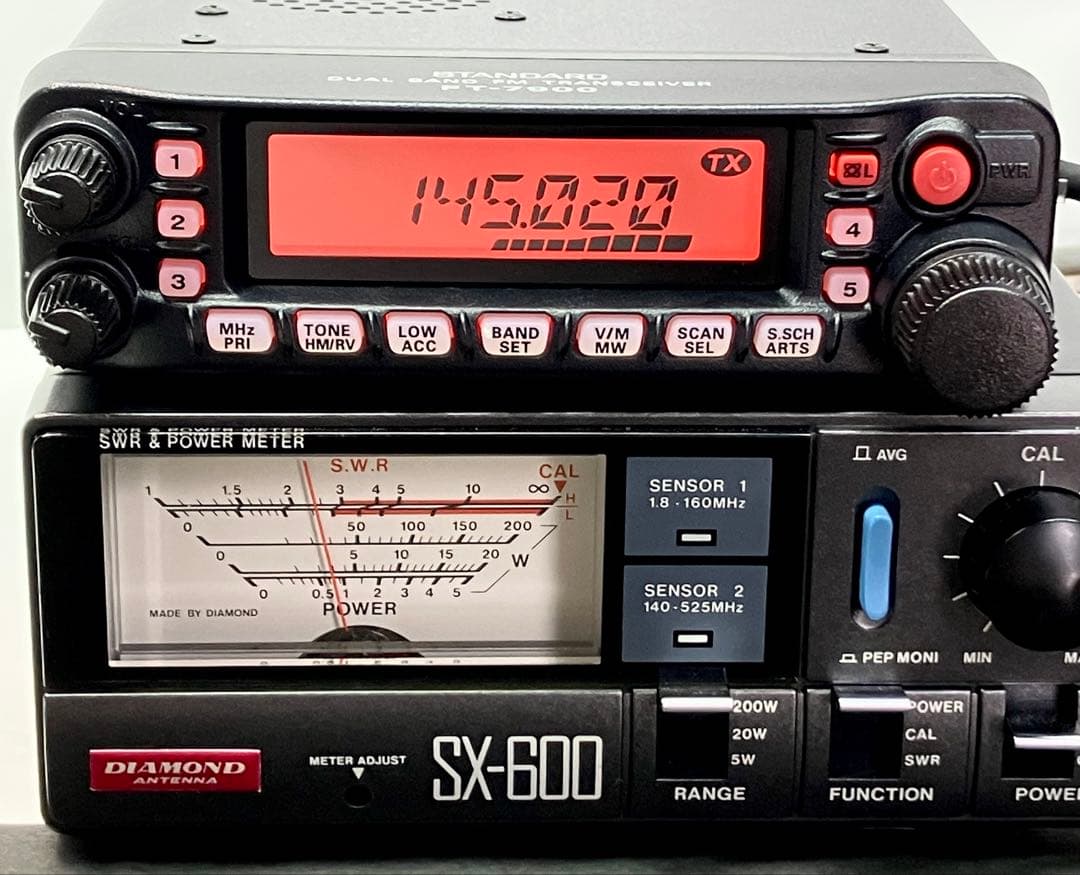 STANDARD
DUAL BAND FM TRANSCEIVER
FT-7900
VOL
1
2
3
TX
145.020
L
PWR
4
5
MHz
PRI
TONE
HM/RV
LOW
ACC
BAND
SET
V/M
MW
SCAN
SEL
S.SCH
ARTS
SWR & POWER METER
S.W.R
CAL
1 1.5 2 3 4 5 10 ∞
H
L
0 50 100 150 200
0 5 10 15 20
W
0 0.5 1 2 3 4 5
POWER
MADE BY DIAMOND
SENSOR 1
1.8 - 160MHz
SENSOR 2
140 - 525MHz
AVG
PEP MONI
CAL
MIN
DIAMOND
ANTENNA
METER ADJUST
SX-600
200W
20W
5W
RANGE
POWER
CAL
SWR
FUNCTION
POWE